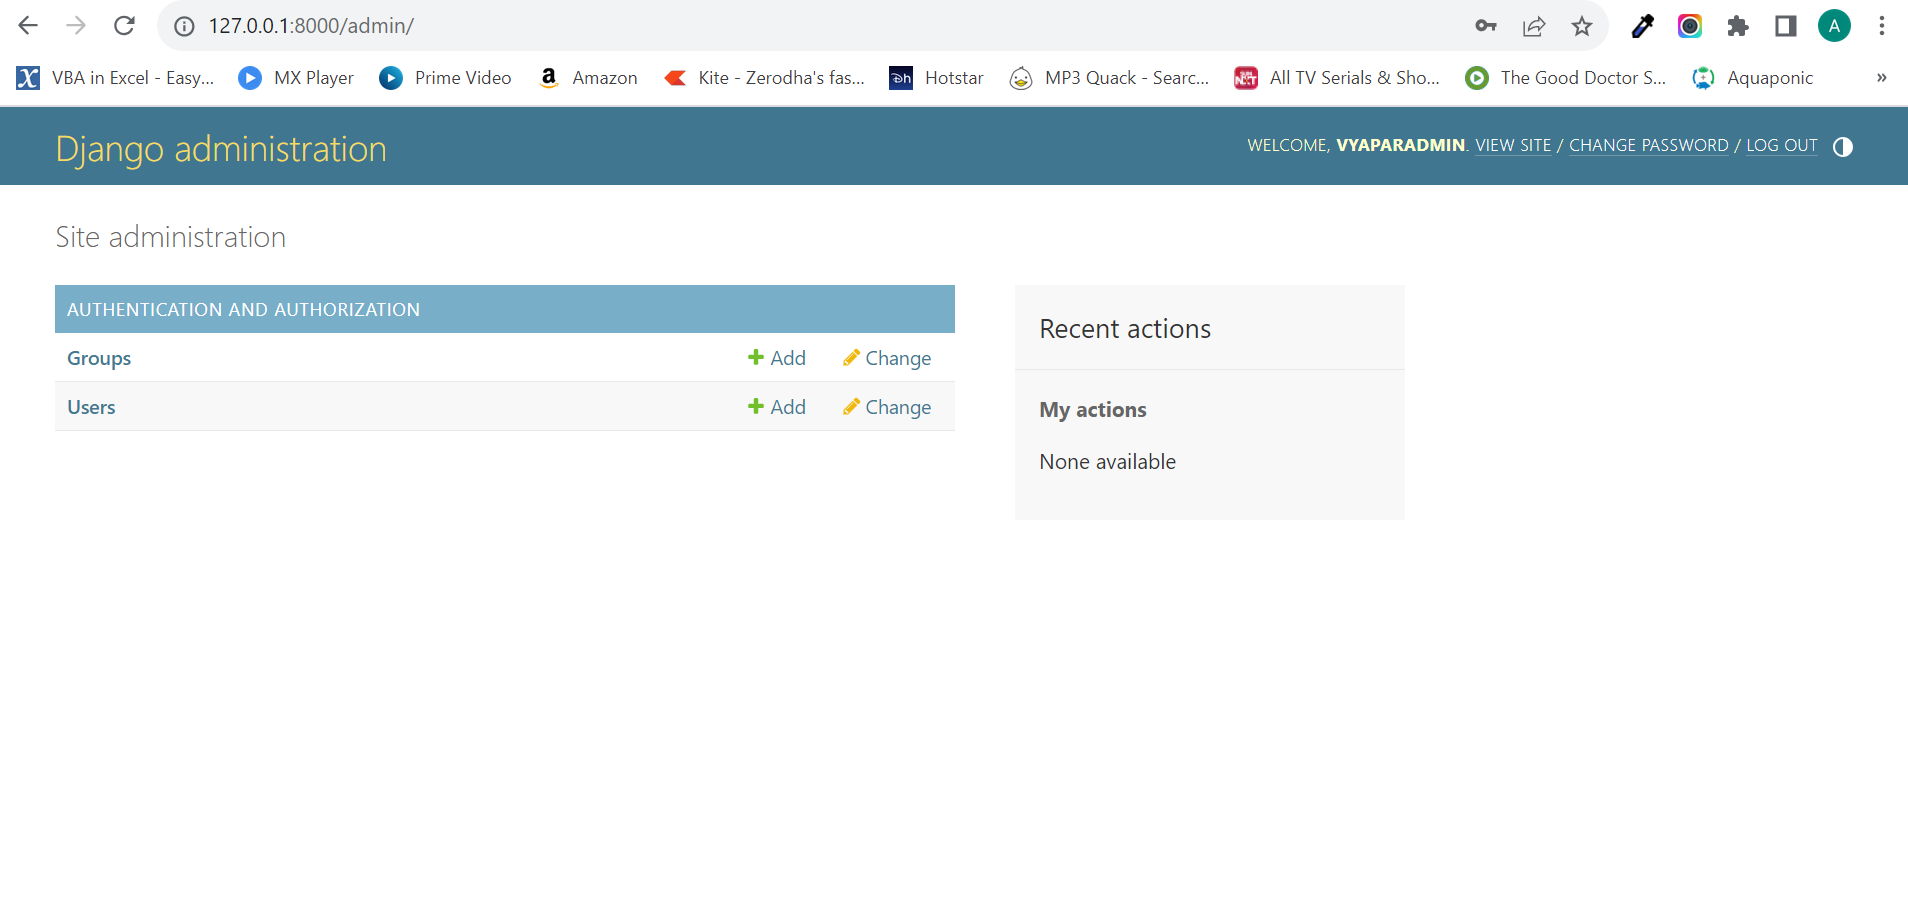 127.0.0.1:8000/admin/
A
VBA in Excel - Easy... MX Player Prime Video Amazon Kite - Zerodha's fas... Hotstar MP3 Quack - Searc... All TV Serials & Sho... The Good Doctor S... Aquaponic »
Django administration
WELCOME, VYAPARADMIN. VIEW SITE / CHANGE PASSWORD / LOG OUT
Site administration
AUTHENTICATION AND AUTHORIZATION
Groups Add Change
Users Add Change
Recent actions
My actions
None available